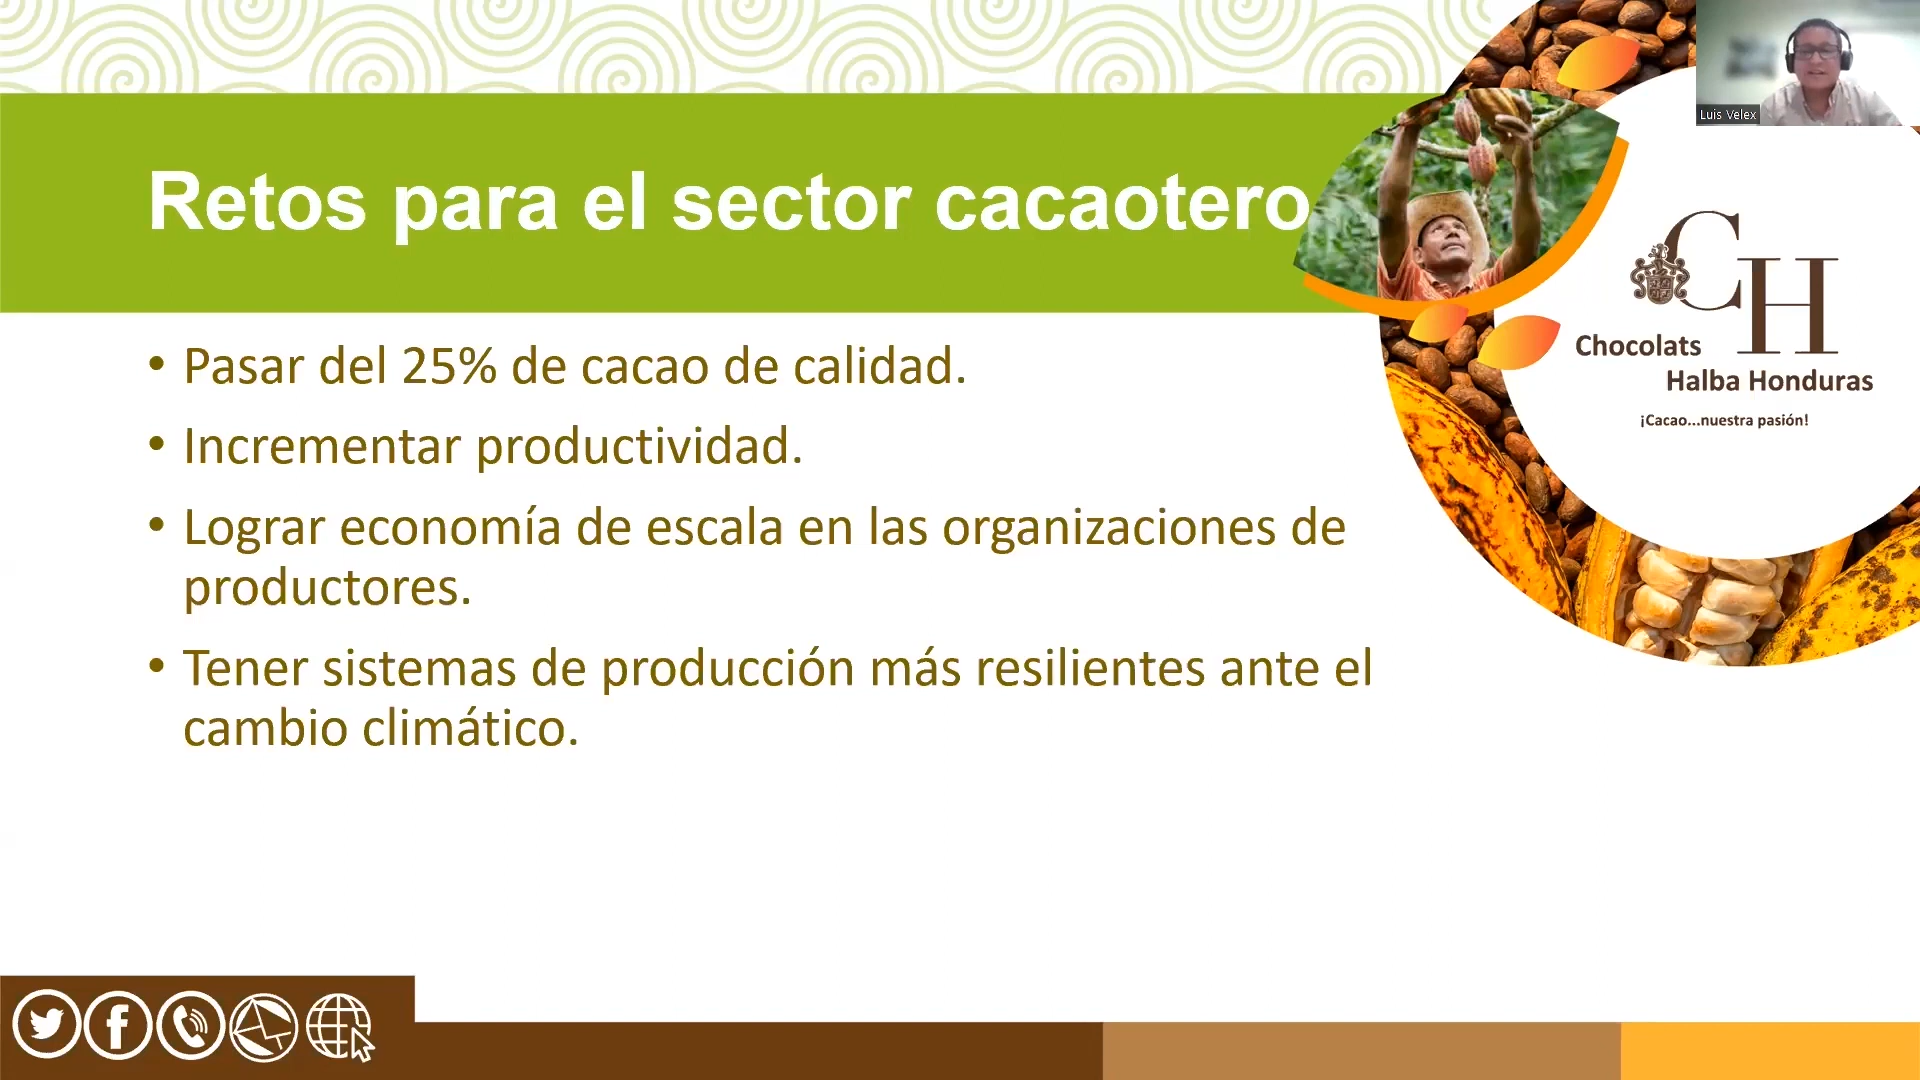 Luis Velex
Retos para el sector cacaotero
CH
Chocolats
Halba Honduras
¡Cacao...nuestra pasión!
• Pasar del 25% de cacao de calidad.
• Incrementar productividad.
• Lograr economía de escala en las organizaciones de
productores.
• Tener sistemas de producción más resilientes ante el
cambio climático.